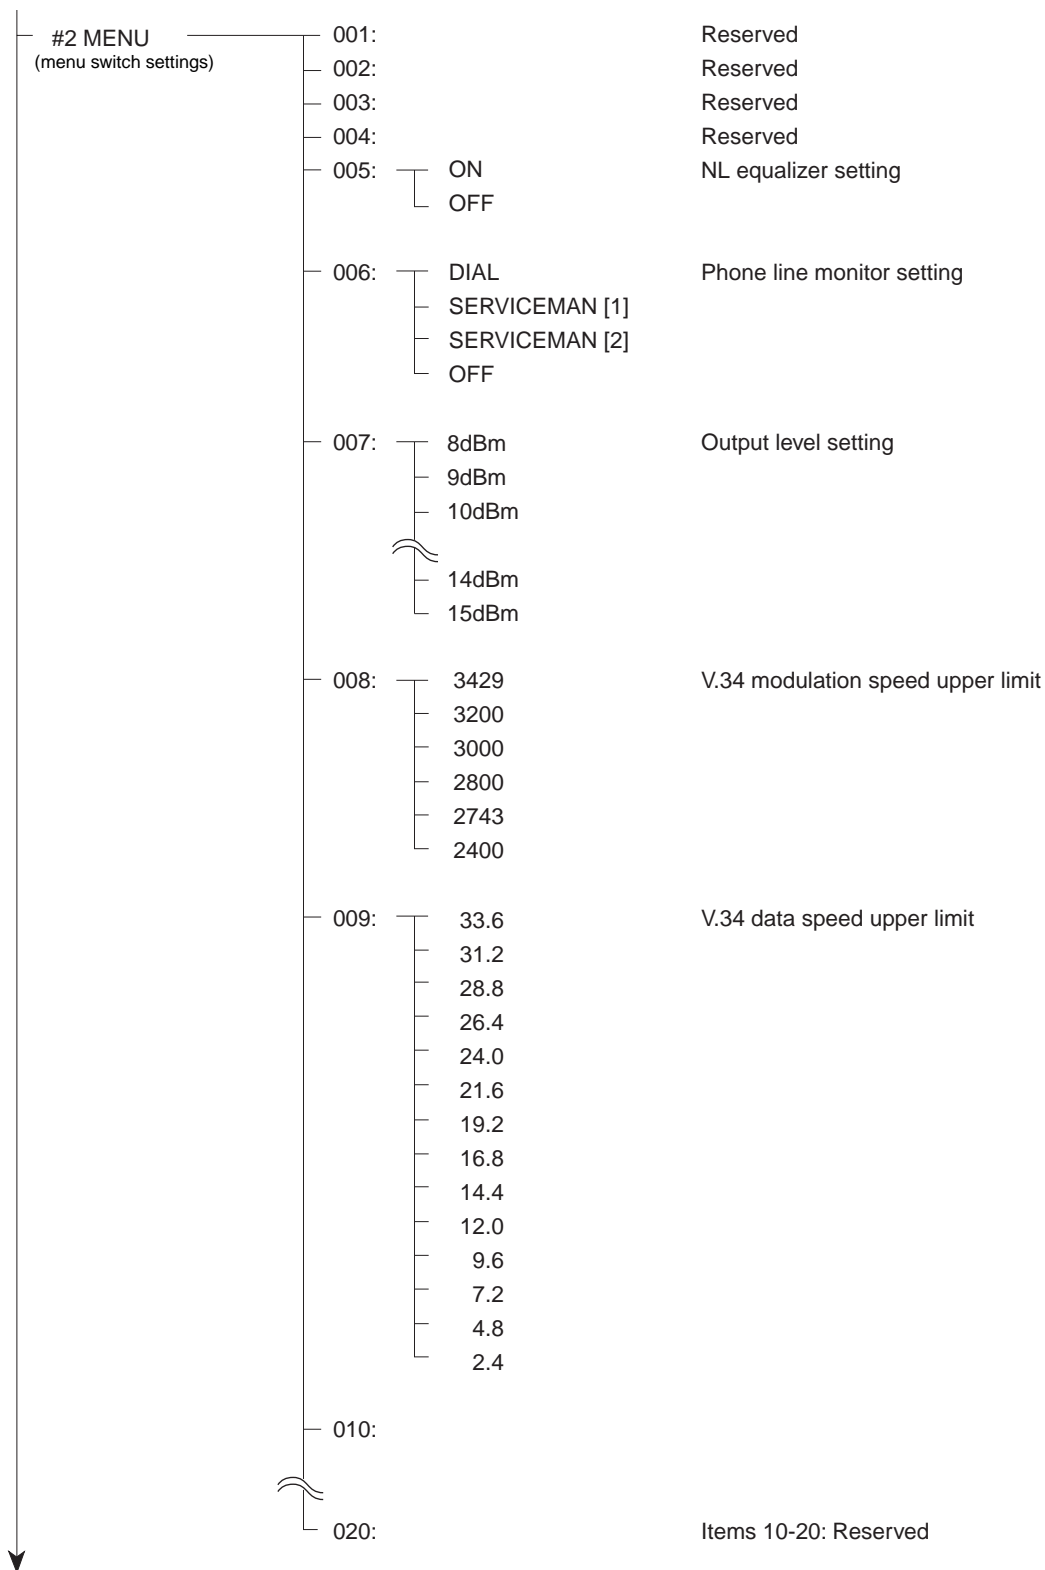 #2 MENU 001: Reserved
(menu switch settings) 002: Reserved
003: Reserved
004: Reserved
005: ON NL equalizer setting
OFF
006: DIAL Phone line monitor setting
SERVICEMAN [1]
SERVICEMAN [2]
OFF
007: 8dBm Output level setting
9dBm
10dBm
14dBm
15dBm
008: 3429 V.34 modulation speed upper limit
3200
3000
2800
2743
2400
009: 33.6 V.34 data speed upper limit
31.2
28.8
26.4
24.0
21.6
19.2
16.8
14.4
12.0
9.6
7.2
4.8
2.4
010:
020: Items 10-20: Reserved